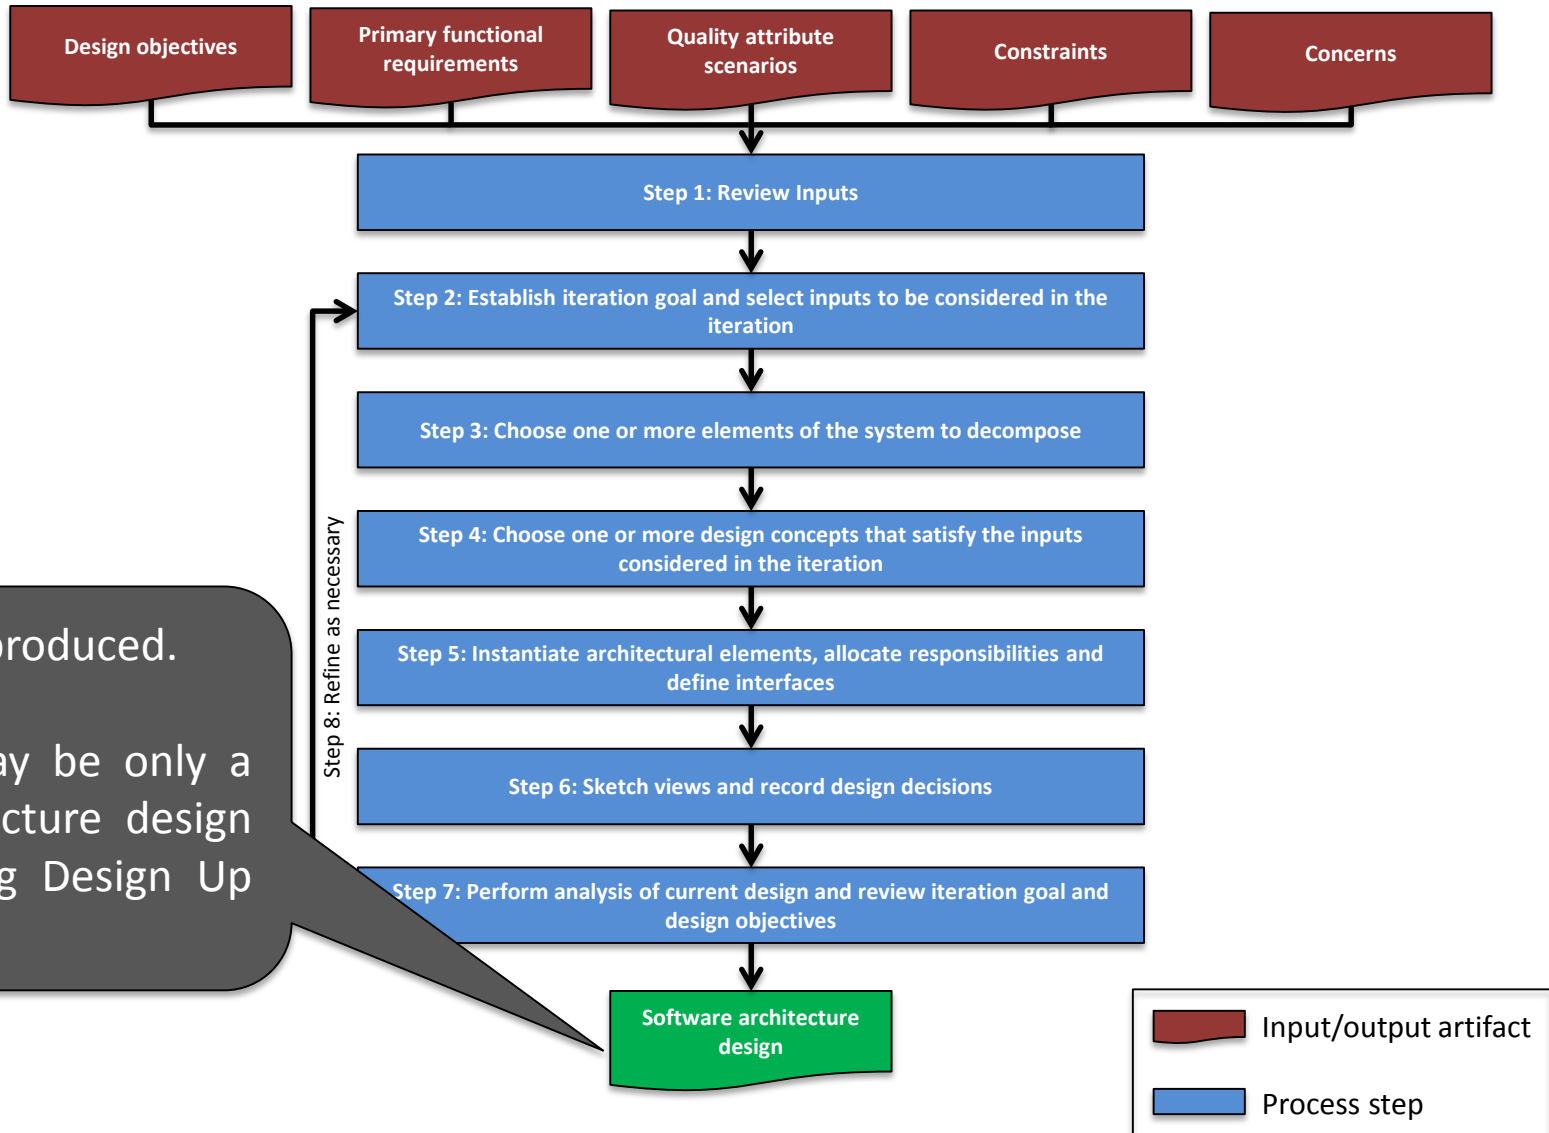 Design objectives
Primary functional
requirements
Quality attribute
scenarios
Constraints
Concerns
Step 1: Review Inputs
Step 2: Establish iteration goal and select inputs to be considered in the
iteration
Step 3: Choose one or more elements of the system to decompose
Step 4: Choose one or more design concepts that satisfy the inputs
considered in the iteration
Step 5: Instantiate architectural elements, allocate responsibilities and
define interfaces
Step 6: Sketch views and record design decisions
Step 7: Perform analysis of current design and review iteration goal and
design objectives
Step 8: Refine as necessary
produced.
be only a
design
Design Up
Software architecture
design
Input/output artifact
Process step